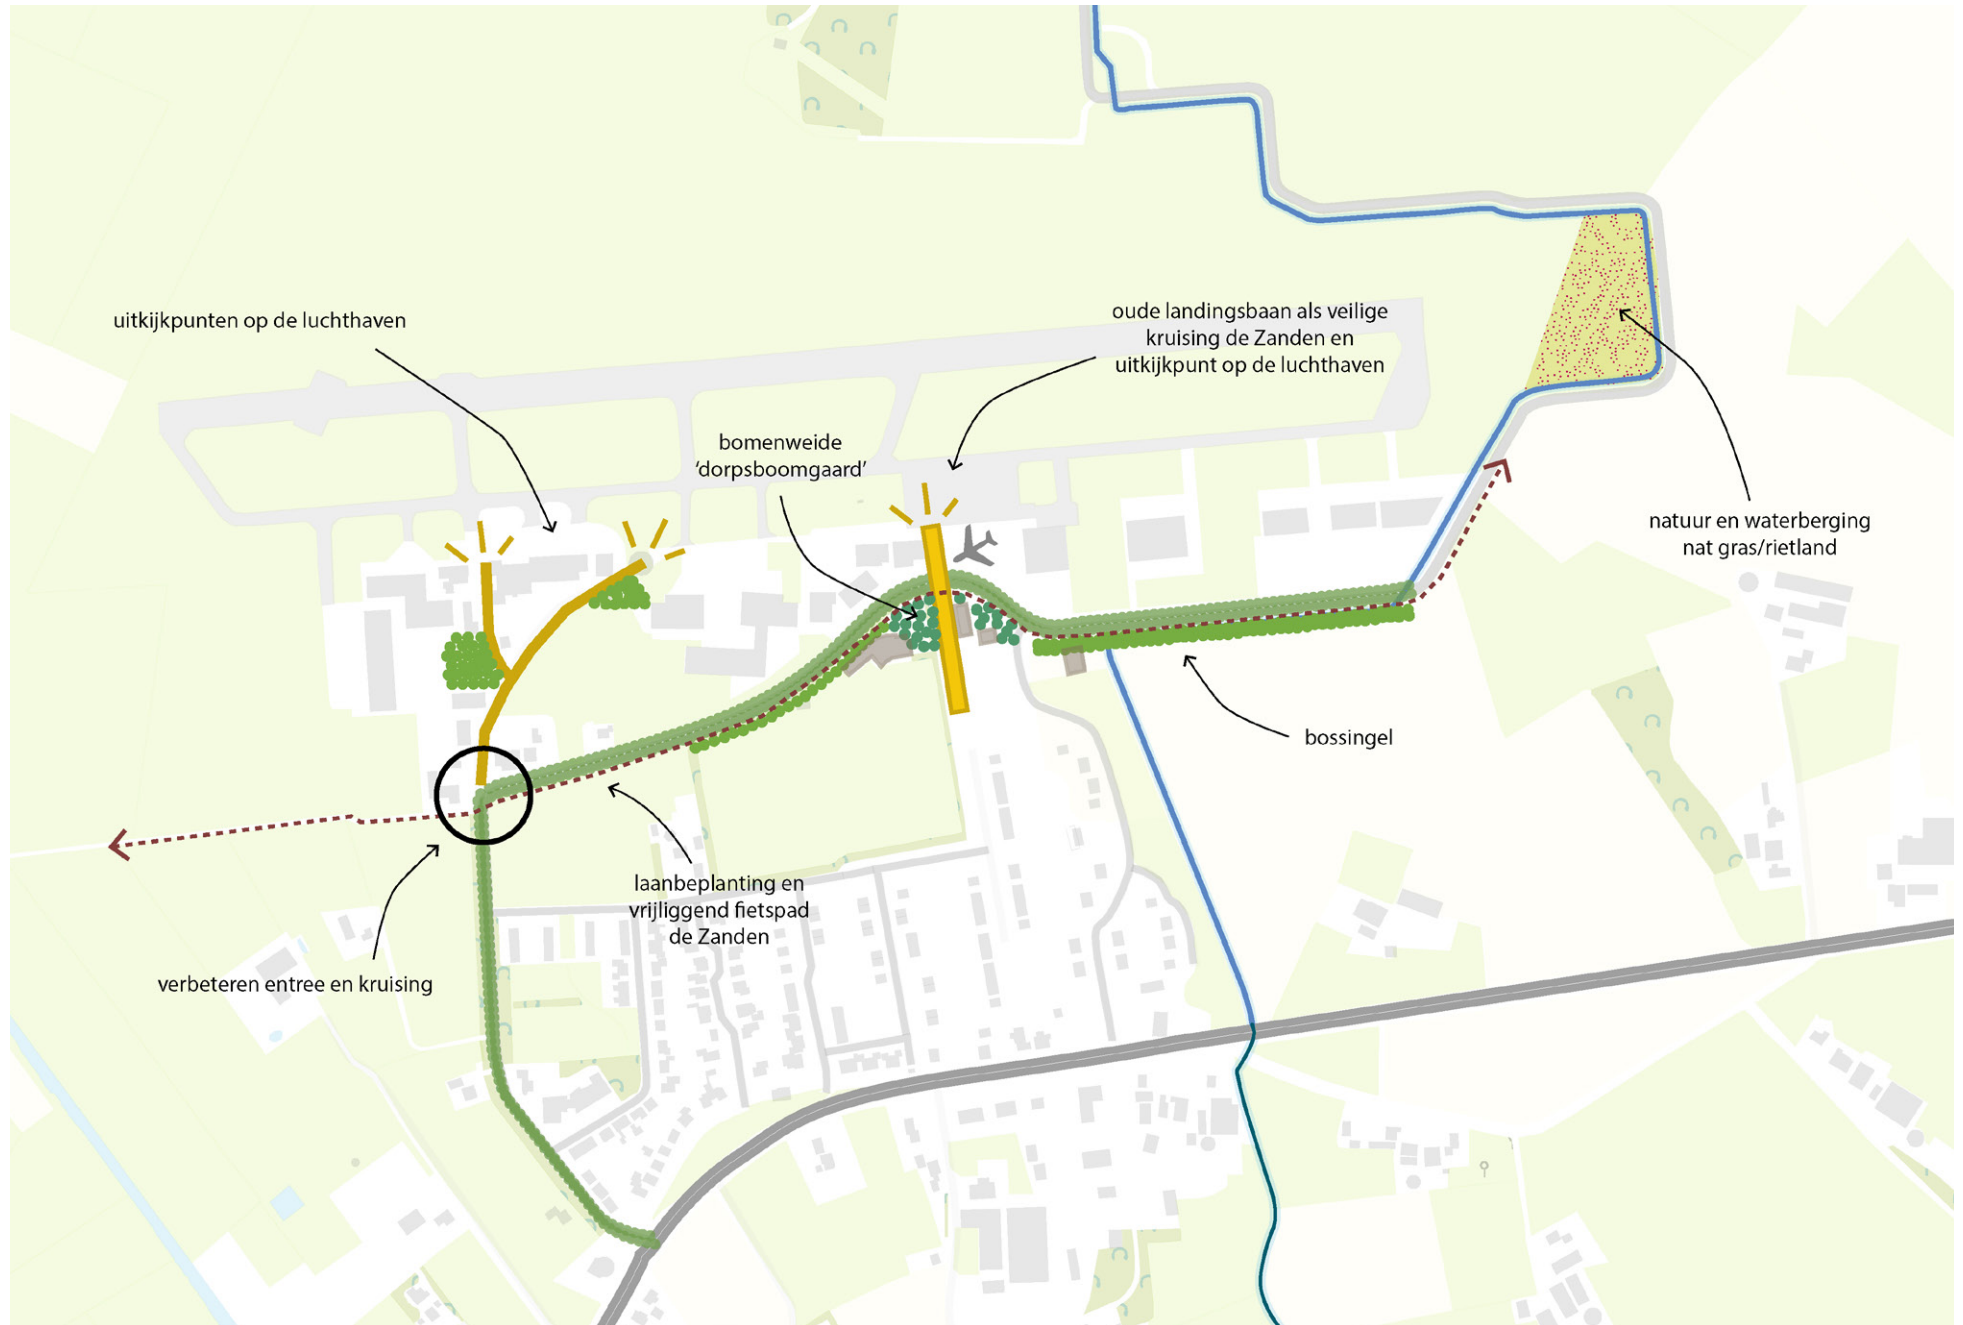 uitkijkpunten op de luchthaven
oude landingsbaan als veilige
kruising de Zanden en
uitkijkpunt op de luchthaven
bomenweide
‘dorpsboomgaard’
natuur en waterberging
nat gras/rietland
bossingel
laanbeplanting en
vrijliggend fietspad
de Zanden
verbeteren entree en kruising